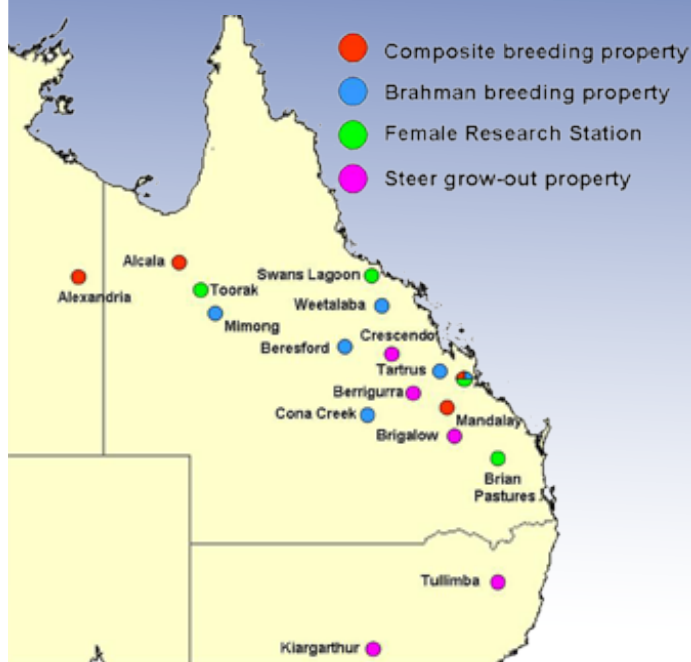 Composite breeding property
Brahman breeding property
Female Research Station
Steer grow-out property
Alcala
Alexandria
Toorak
Swans Lagoon
Mimong
Weetalaba
Crescendo
Beresford
Tartrus
Berrigurra
Cona Creek
Mandalay
Brigalow
Brian
Pastures
Tullimba
Kiargarthur